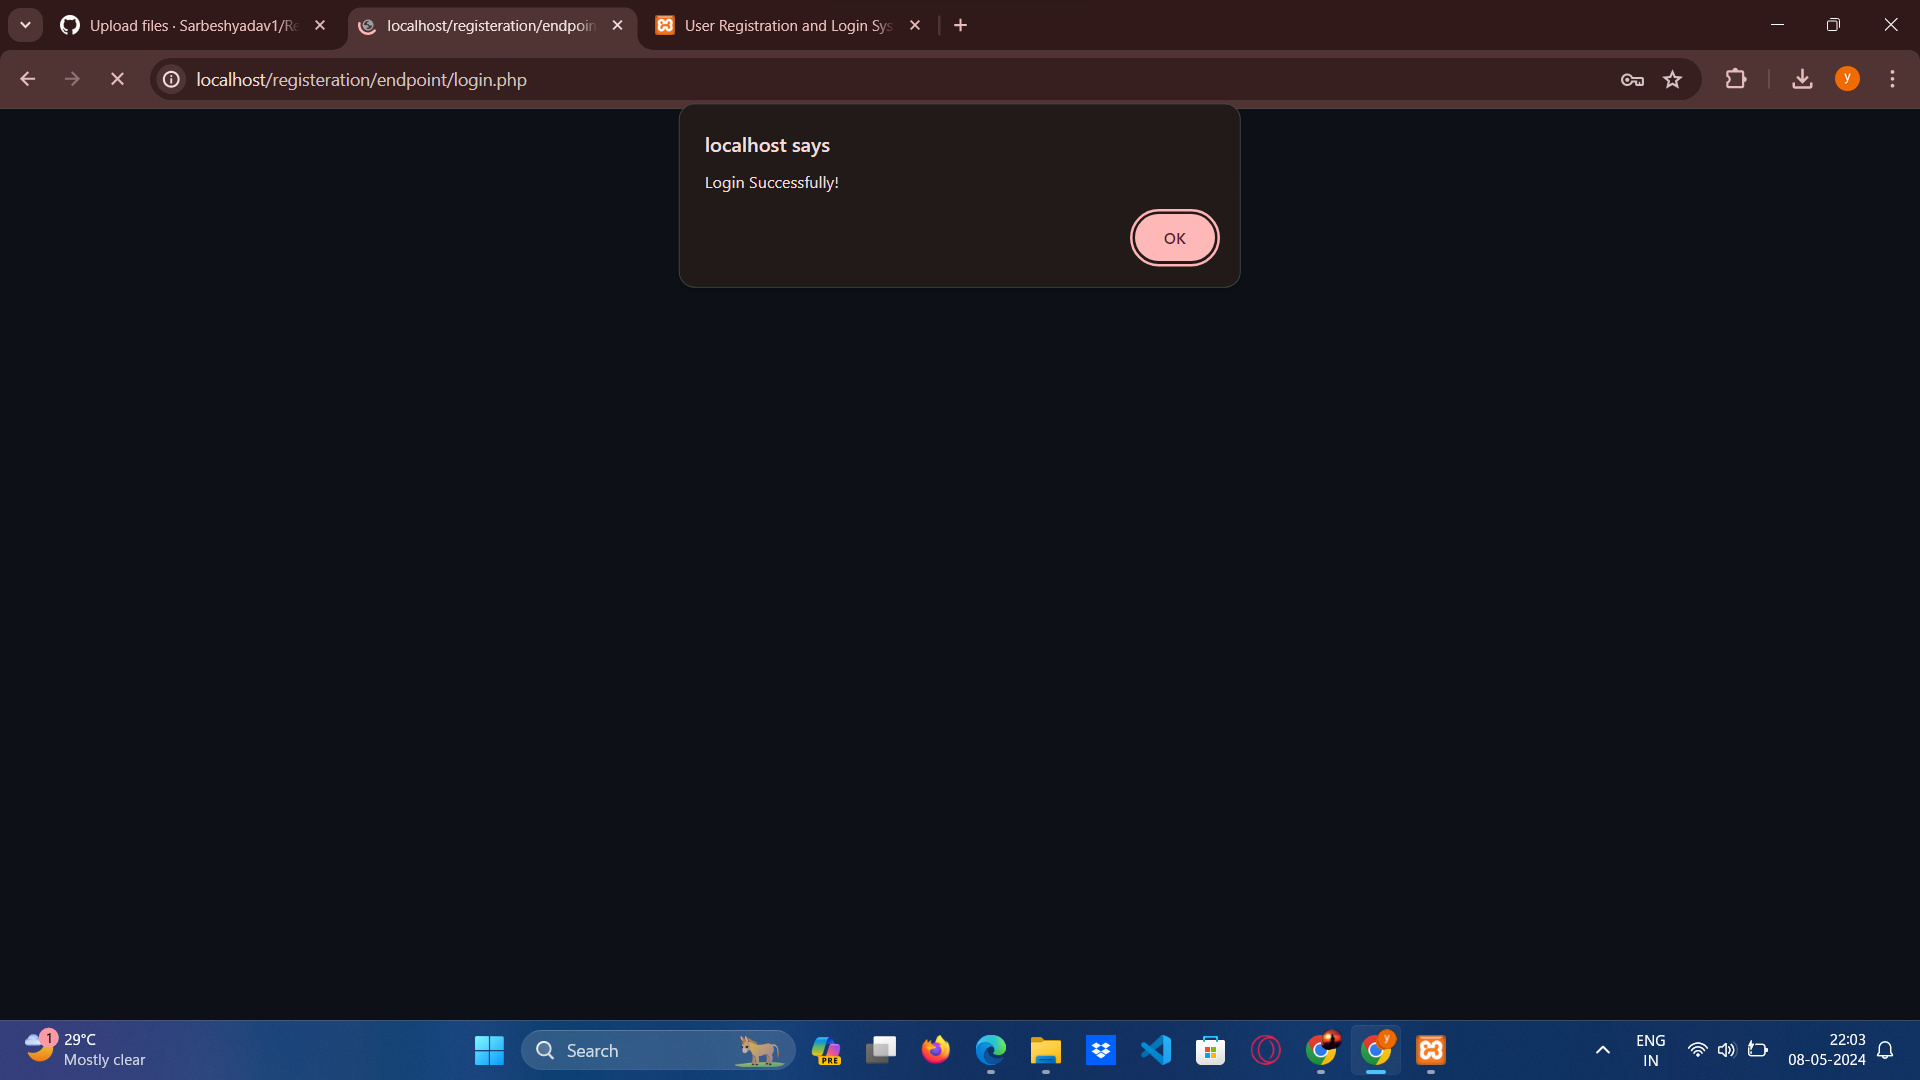 Upload files · Sarbeshyadav1/Re
localhost/registeration/endpoin
User Registration and Login Sys
localhost/registeration/endpoint/login.php
y
localhost says
Login Successfully!
OK
1
29°C
Mostly clear
Search
PRE
y
ENG
IN
22:03
08-05-2024